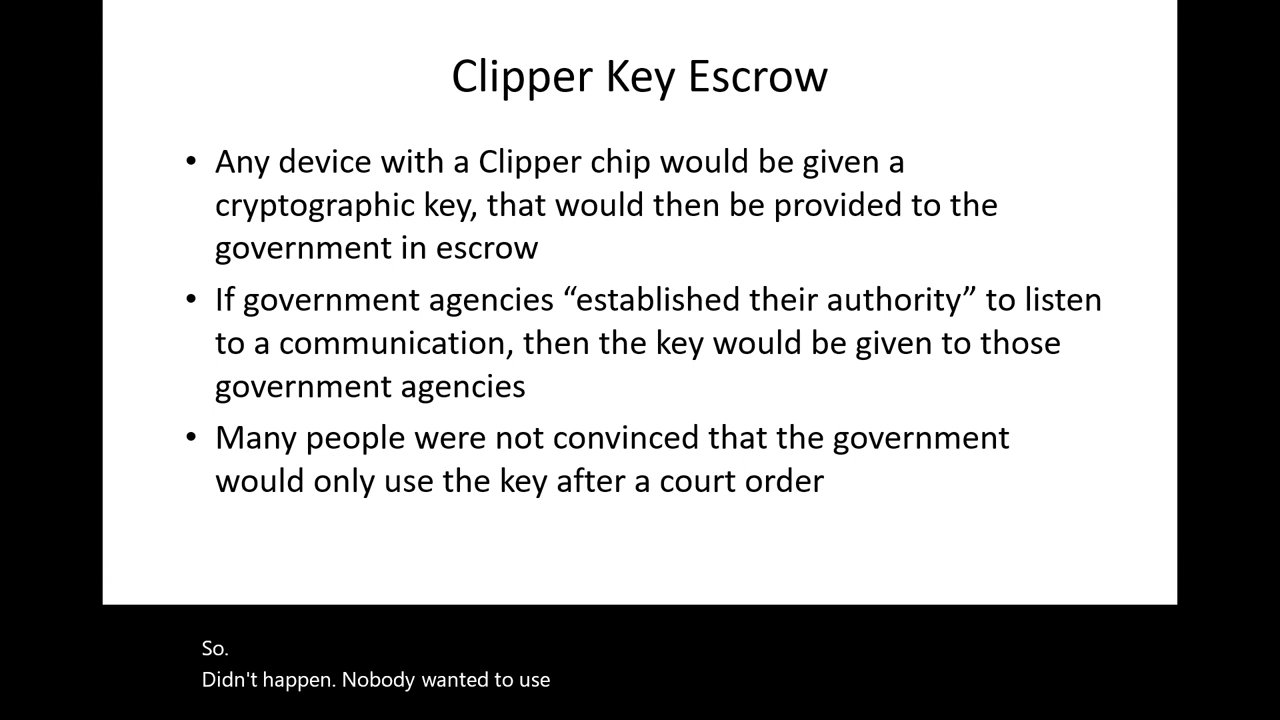 Clipper Key Escrow
• Any device with a Clipper chip would be given a
cryptographic key, that would then be provided to the
government in escrow
• If government agencies “established their authority” to listen
to a communication, then the key would be given to those
government agencies
• Many people were not convinced that the government
would only use the key after a court order
So.
Didn't happen. Nobody wanted to use